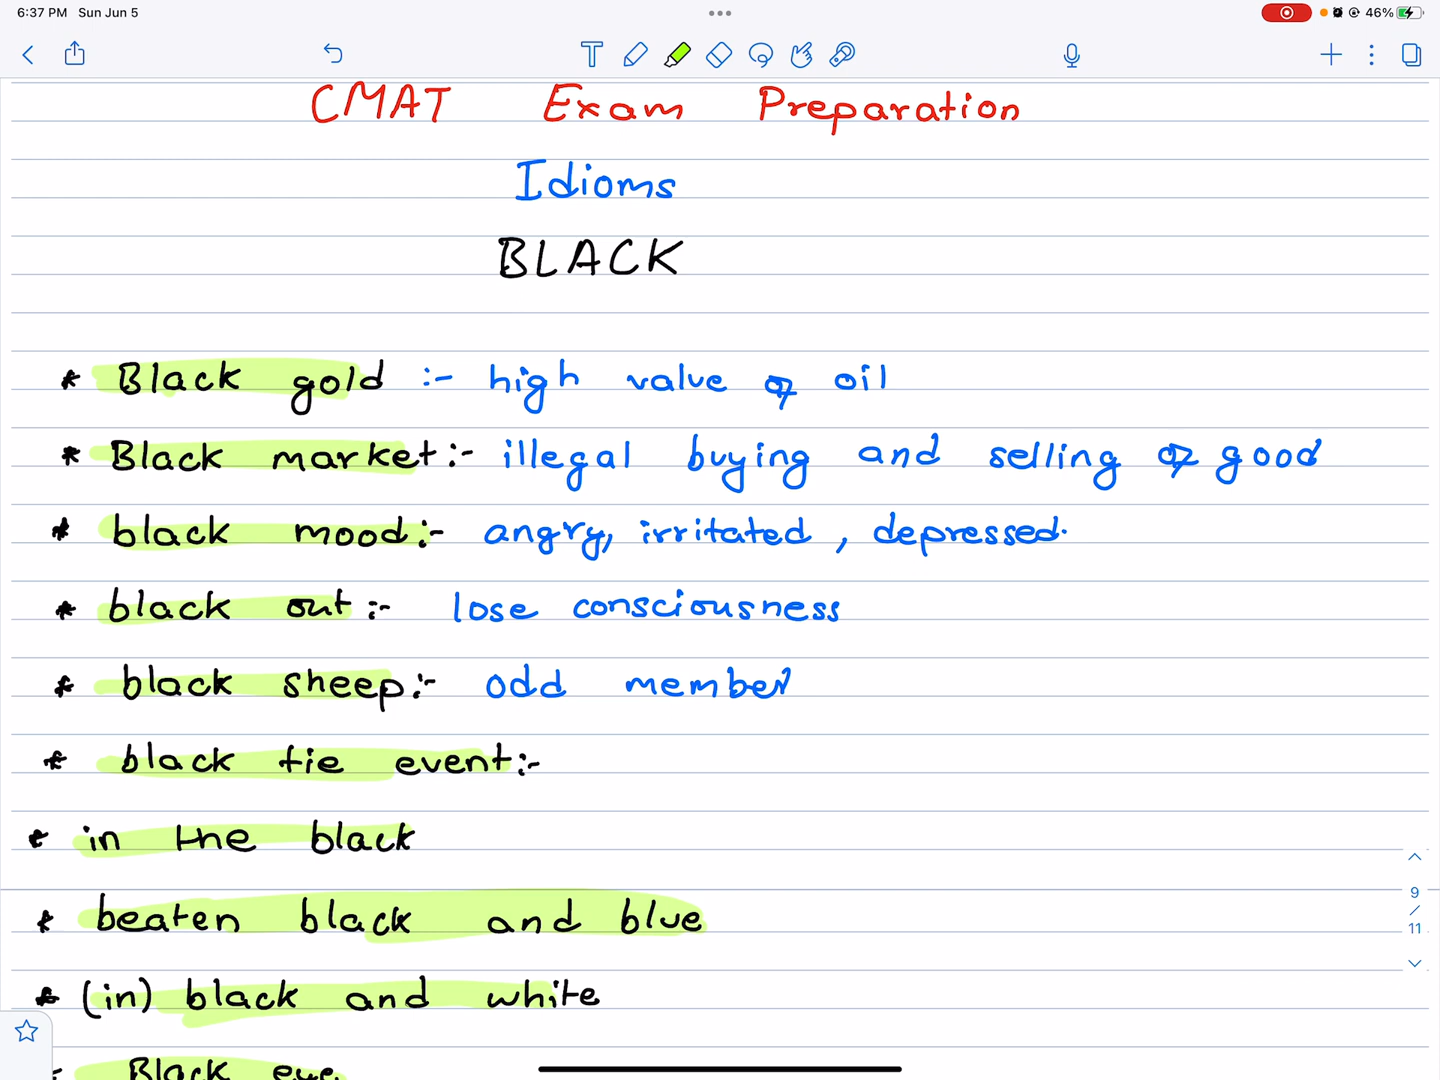 6:37 PM Sun Jun 5
46%
CMAT Exam Preparation
Idioms
BLACK
* Black gold :- high value of oil
* Black market :- illegal buying and selling of good
* black mood :- angry, irritated, depressed.
* black out :- lose consciousness
* black sheep :- odd member
* black tie event :-
* in the black
* beaten black and blue
* (in) black and white
* Black eye
9
/
11